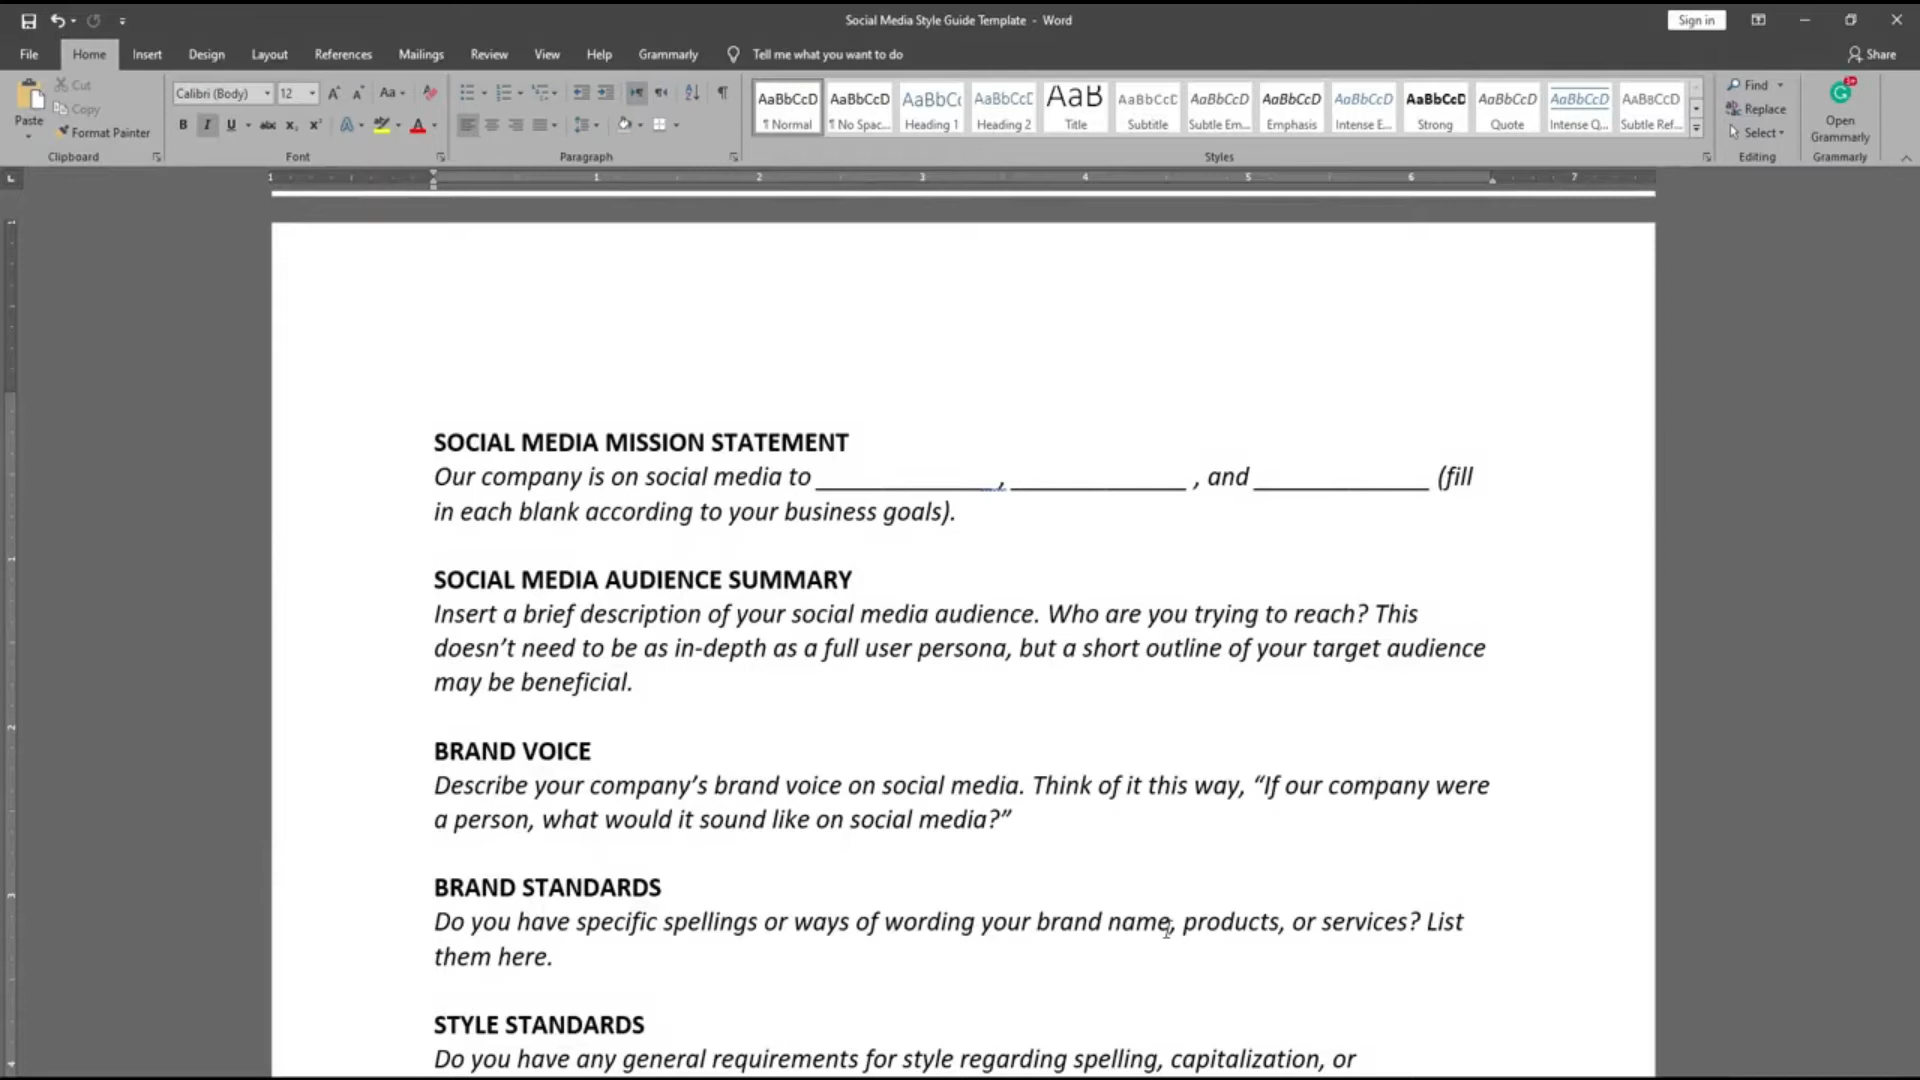 Social Media Style Guide Template - Word
Sign in
File Home Insert Design Layout References Mailings Review View Help Grammarly Tell me what you want to do Share
Paste
Cut
Copy
Format Painter
Clipboard
Calibri (Body) 12
Font
Paragraph
AaBbCcD AaBbCcD AaBbC AaBbCcD AaB AaBbCcD AaBbCcD AaBbCcD AaBbCcD AaBbCcD AaBbCcD AaBbCcD AaBbCcD
¶ Normal ¶ No Spac... Heading 1 Heading 2 Title Subtitle Subtle Em... Emphasis Intense E... Strong Quote Intense Q... Subtle Ref...
Styles
Find
Replace
Select
Editing
Open
Grammarly
Grammarly
1 1 2 3 4 5 6 7
SOCIAL MEDIA MISSION STATEMENT
Our company is on social media to ______________, ______________ , and ______________ (fill
in each blank according to your business goals).
SOCIAL MEDIA AUDIENCE SUMMARY
Insert a brief description of your social media audience. Who are you trying to reach? This
doesn’t need to be as in-depth as a full user persona, but a short outline of your target audience
may be beneficial.
BRAND VOICE
Describe your company’s brand voice on social media. Think of it this way, “If our company were
a person, what would it sound like on social media?”
BRAND STANDARDS
Do you have specific spellings or ways of wording your brand name, products, or services? List
them here.
STYLE STANDARDS
Do you have any general requirements for style regarding spelling, capitalization, or